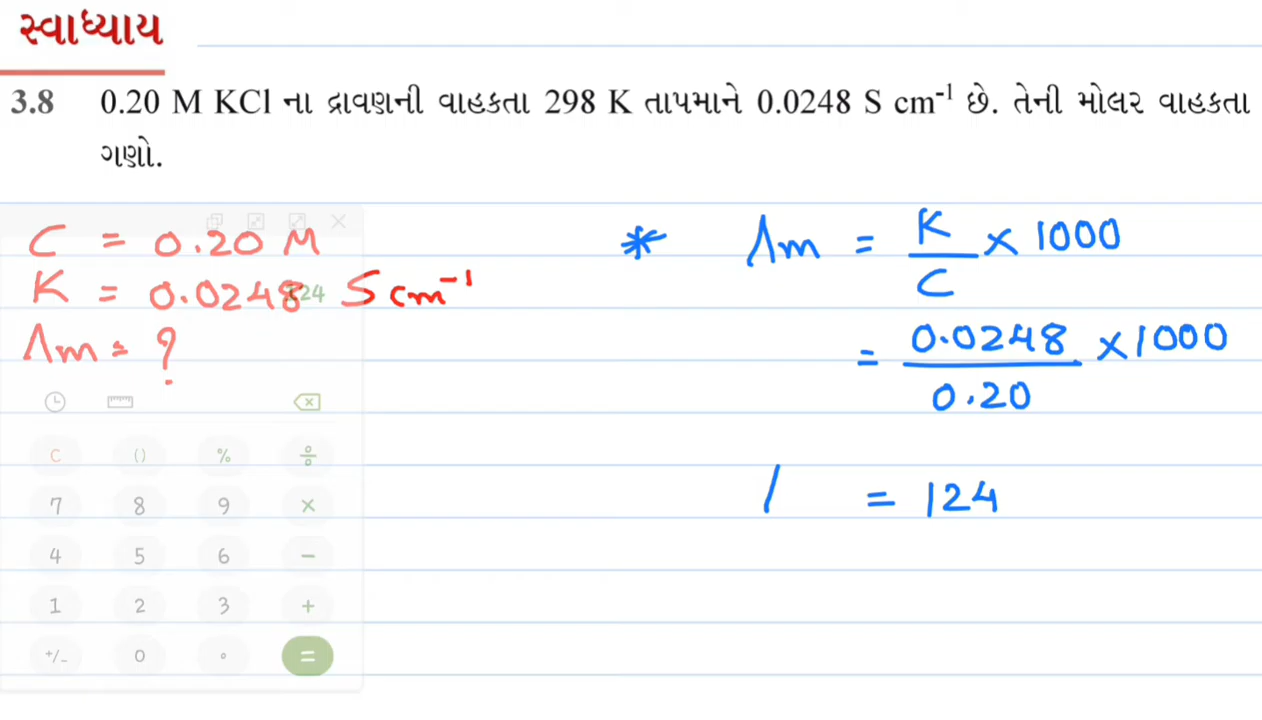 સ્વાધ્યાય
3.8 0.20 M KCl ના દ્રાવણની વાહકતા 298 K તાપમાને 0.0248 S cm⁻¹ છે. તેની મોલર વાહકતા
ગણો.
C = 0.20 M
K = 0.0248 S cm⁻¹
Λm = ?
124
C () % ÷
7 8 9 ×
4 5 6 −
1 2 3 +
+/− 0 . =
* Λm = K/C × 1000
= 0.0248/0.20 × 1000
= 124